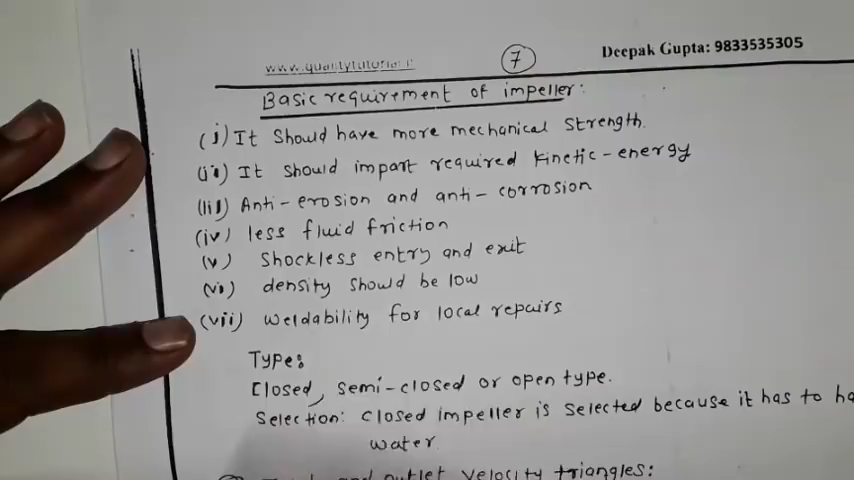 www.qualitytutorial.i
7
Deepak Gupta: 9833535305
Basic requirement of impeller:
(i) It should have more mechanical strength.
(ii) It should impart required kinetic-energy
(iii) Anti-erosion and anti-corrosion
(iv) less fluid friction
(v) Shockless entry and exit
(vi) density should be low
(vii) weldability for local repairs
Type:
Closed, semi-closed or open type.
Selection: closed impeller is selected because it has to ha
water
and outlet velocity triangles: